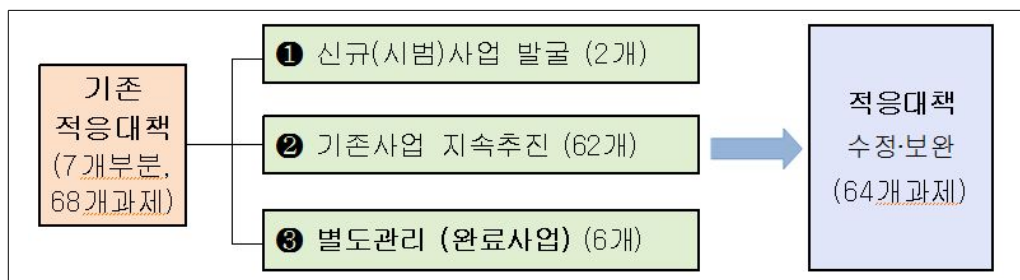 기존
적응대책
(7개부분,
68개과제)
❶ 신규(시범)사업 발굴 (2개)
❷ 기존사업 지속추진 (62개)
❸ 별도관리 (완료사업) (6개)
적응대책
수정·보완
(64개과제)